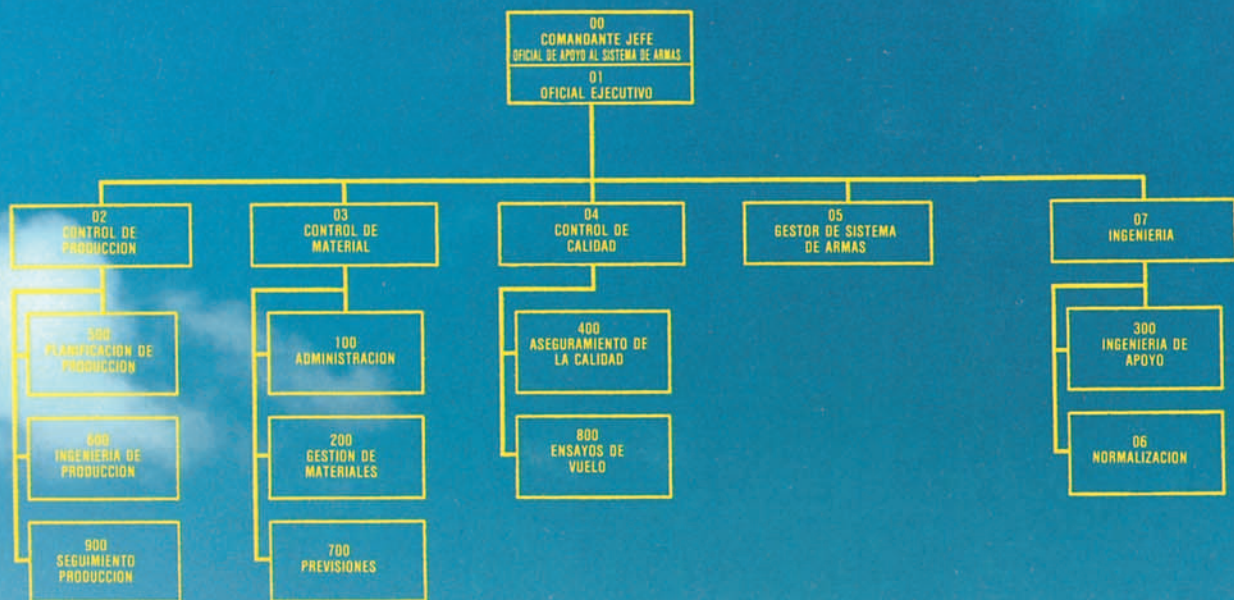 00
COMANDANTE JEFE
OFICIAL DE APOYO AL SISTEMA DE ARMAS
01
OFICIAL EJECUTIVO
02
CONTROL DE
PRODUCCION
03
CONTROL DE
MATERIAL
04
CONTROL DE
CALIDAD
05
GESTOR DE SISTEMA
DE ARMAS
07
INGENIERIA
500
PLANIFICACION DE
PRODUCCION
600
INGENIERIA DE
PRODUCCION
900
SEGUIMIENTO
PRODUCCION
100
ADMINISTRACION
200
GESTION DE
MATERIALES
700
PREVISIONES
400
ASEGURAMIENTO DE
LA CALIDAD
800
ENSAYOS DE
VUELO
300
INGENIERIA DE
APOYO
06
NORMALIZACION